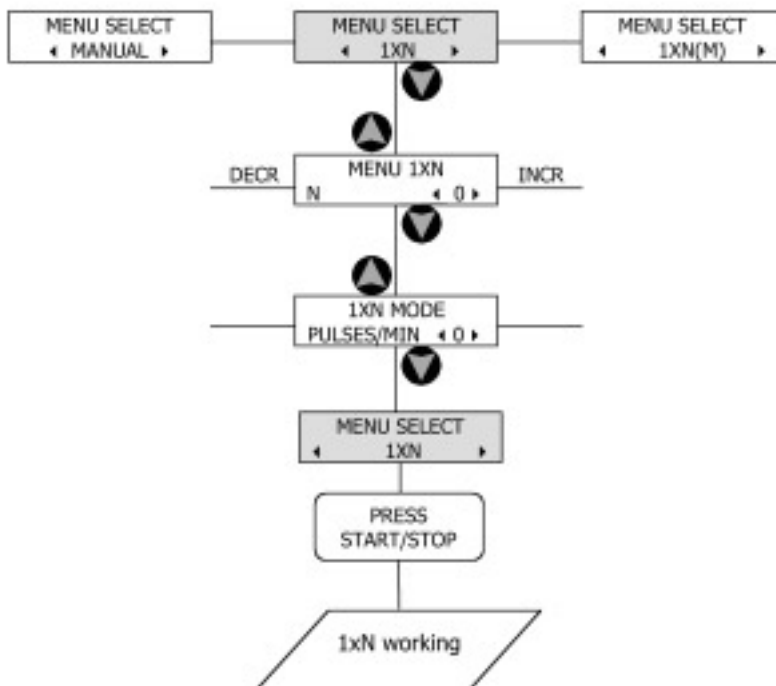 MENU SELECT
◂ MANUAL ▸
MENU SELECT
◂ 1XN ▸
MENU SELECT
◂ 1XN(M) ▸
DECR
MENU 1XN
N ◂ 0 ▸
INCR
1XN MODE
PULSES/MIN ◂ 0 ▸
MENU SELECT
◂ 1XN ▸
PRESS
START/STOP
1xN working